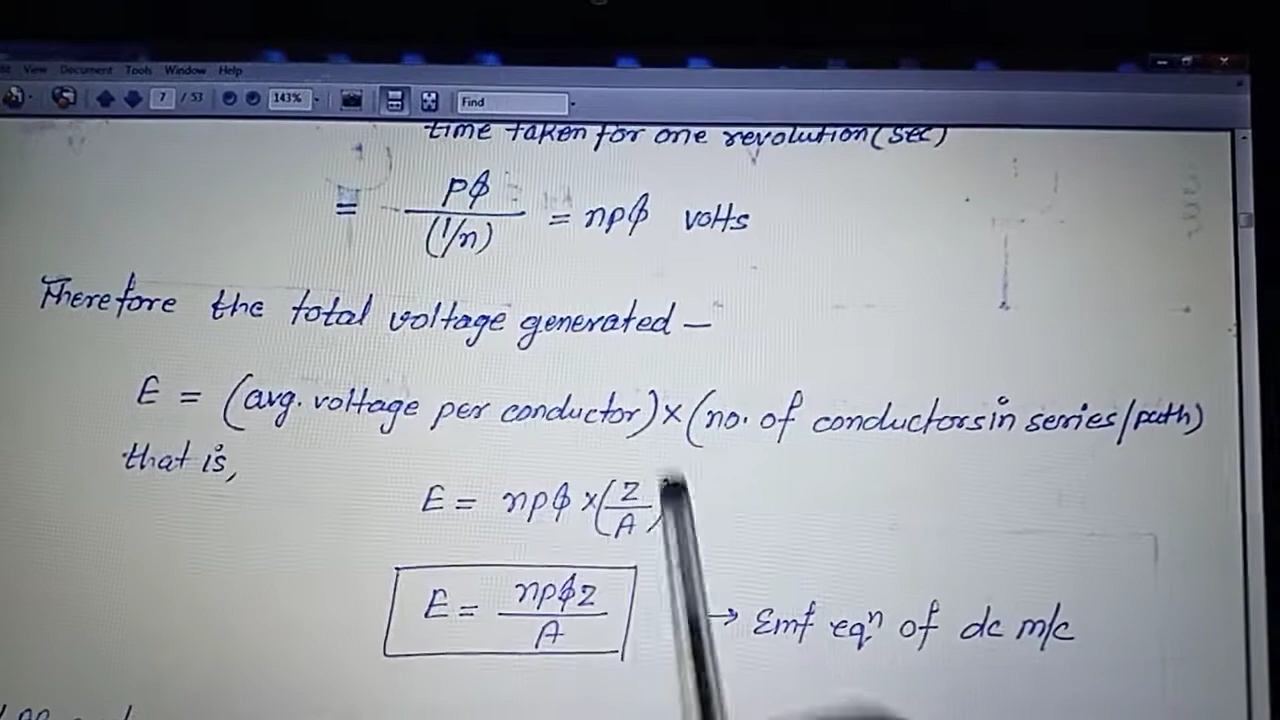 View Document Tools Window Help
7 / 53 143% Find
time taken for one revolution (sec)
= pϕ / (1/n) = npϕ volts
Therefore the total voltage generated —
E = (avg. voltage per conductor) × (no. of conductors in series/path)
that is,
E = npϕ × (Z/A)
E = npϕz / A → Emf eqⁿ of dc m/c